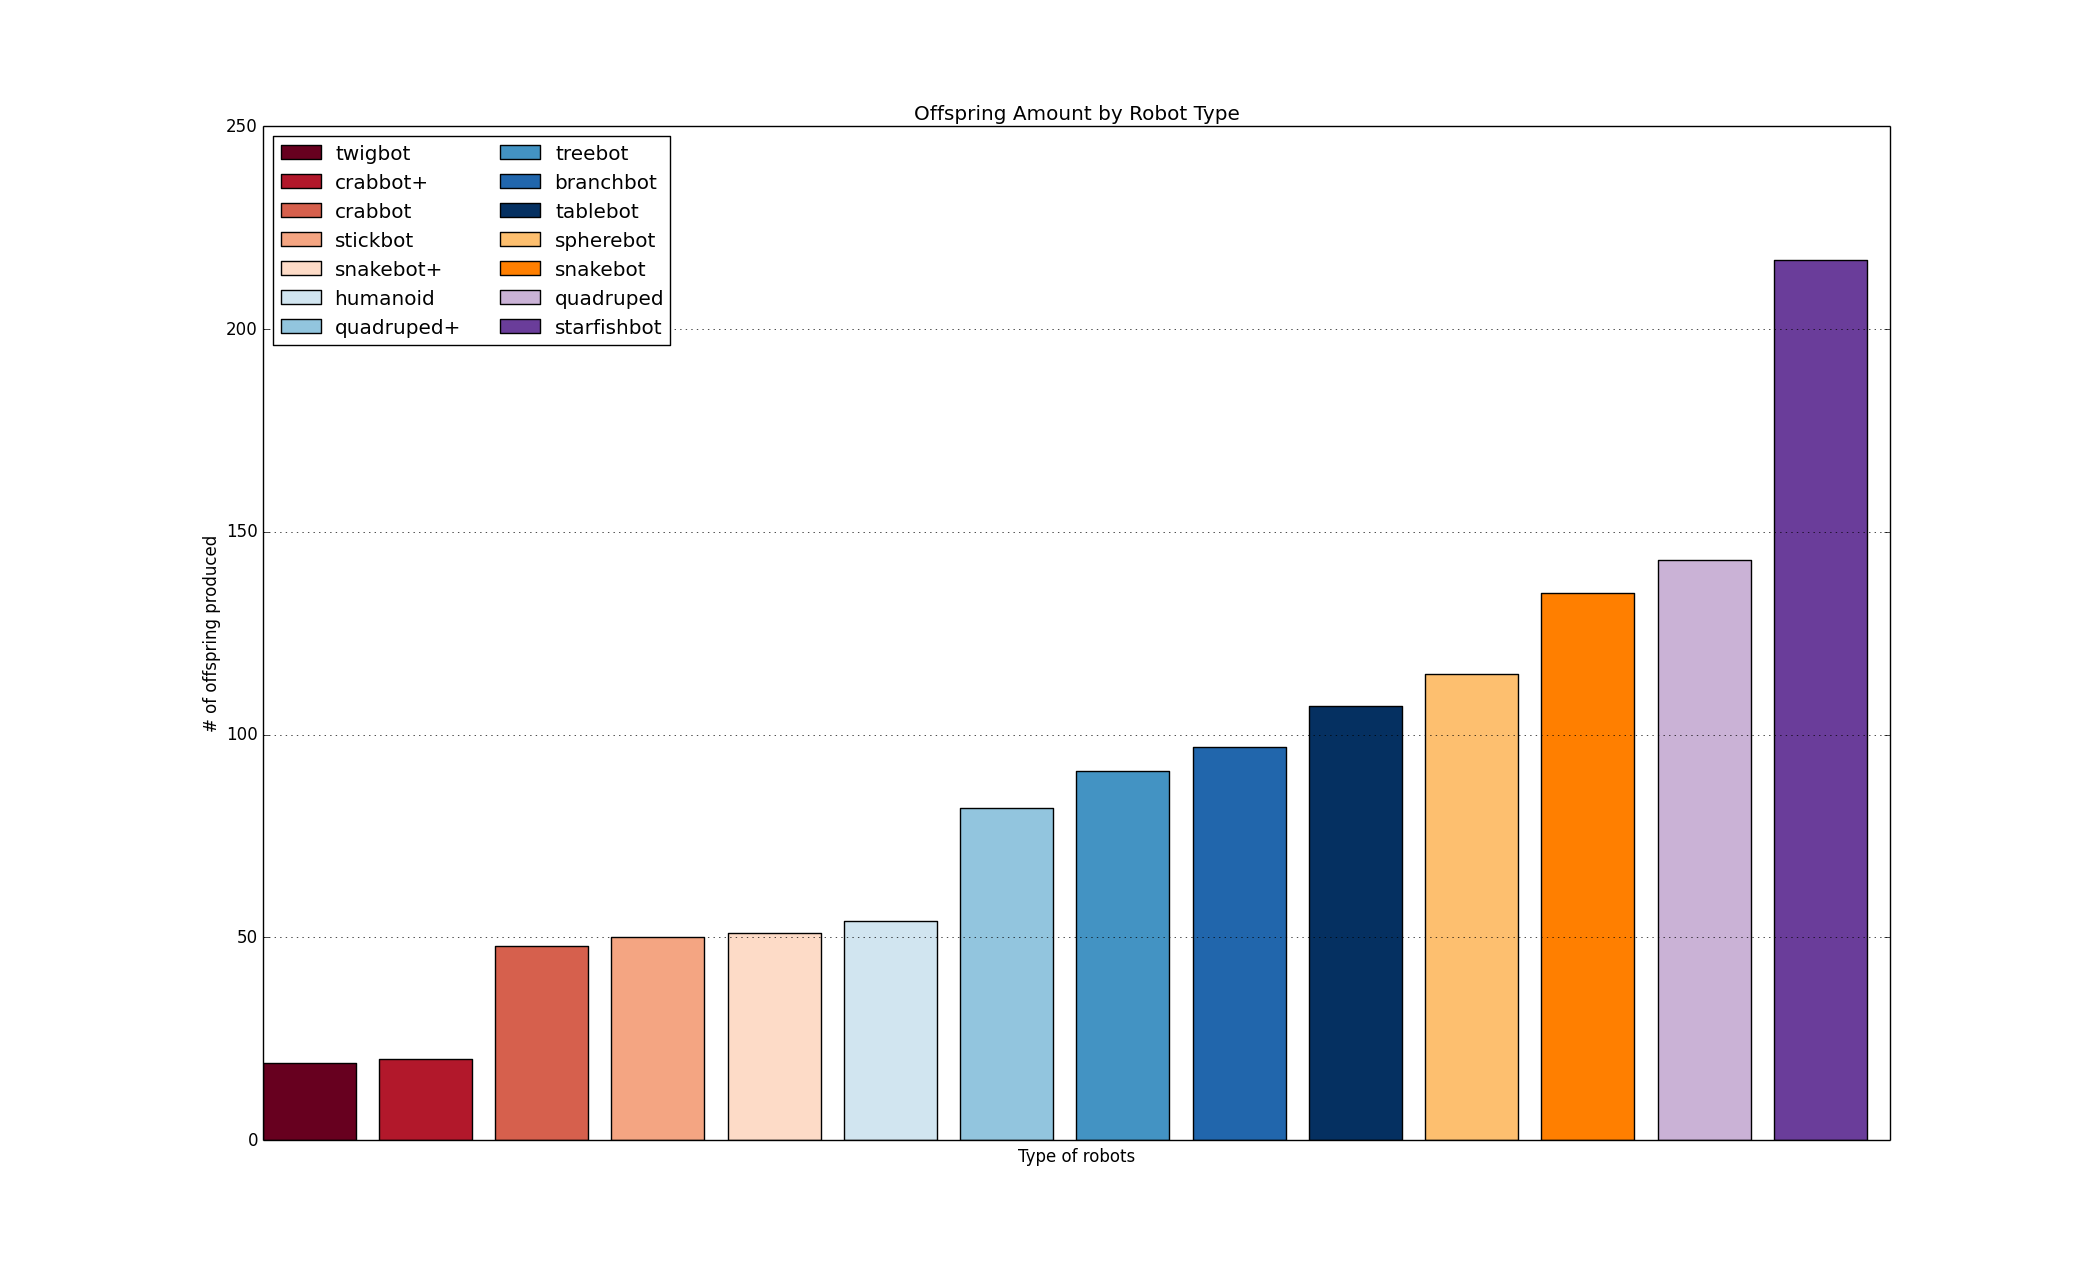 Offspring Amount by Robot Type
250
200
150
100
50
0
# of offspring produced
twigbot
crabbot+
crabbot
stickbot
snakebot+
humanoid
quadruped+
treebot
branchbot
tablebot
spherebot
snakebot
quadruped
starfishbot
Type of robots